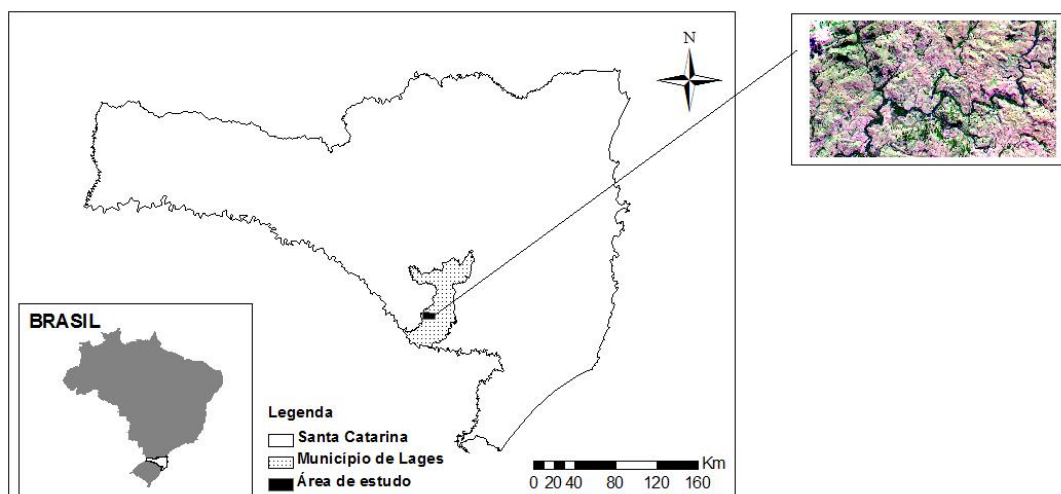 N
BRASIL
Legenda
Santa Catarina
Município de Lages
Área de estudo
Km
0 20 40 80 120 160